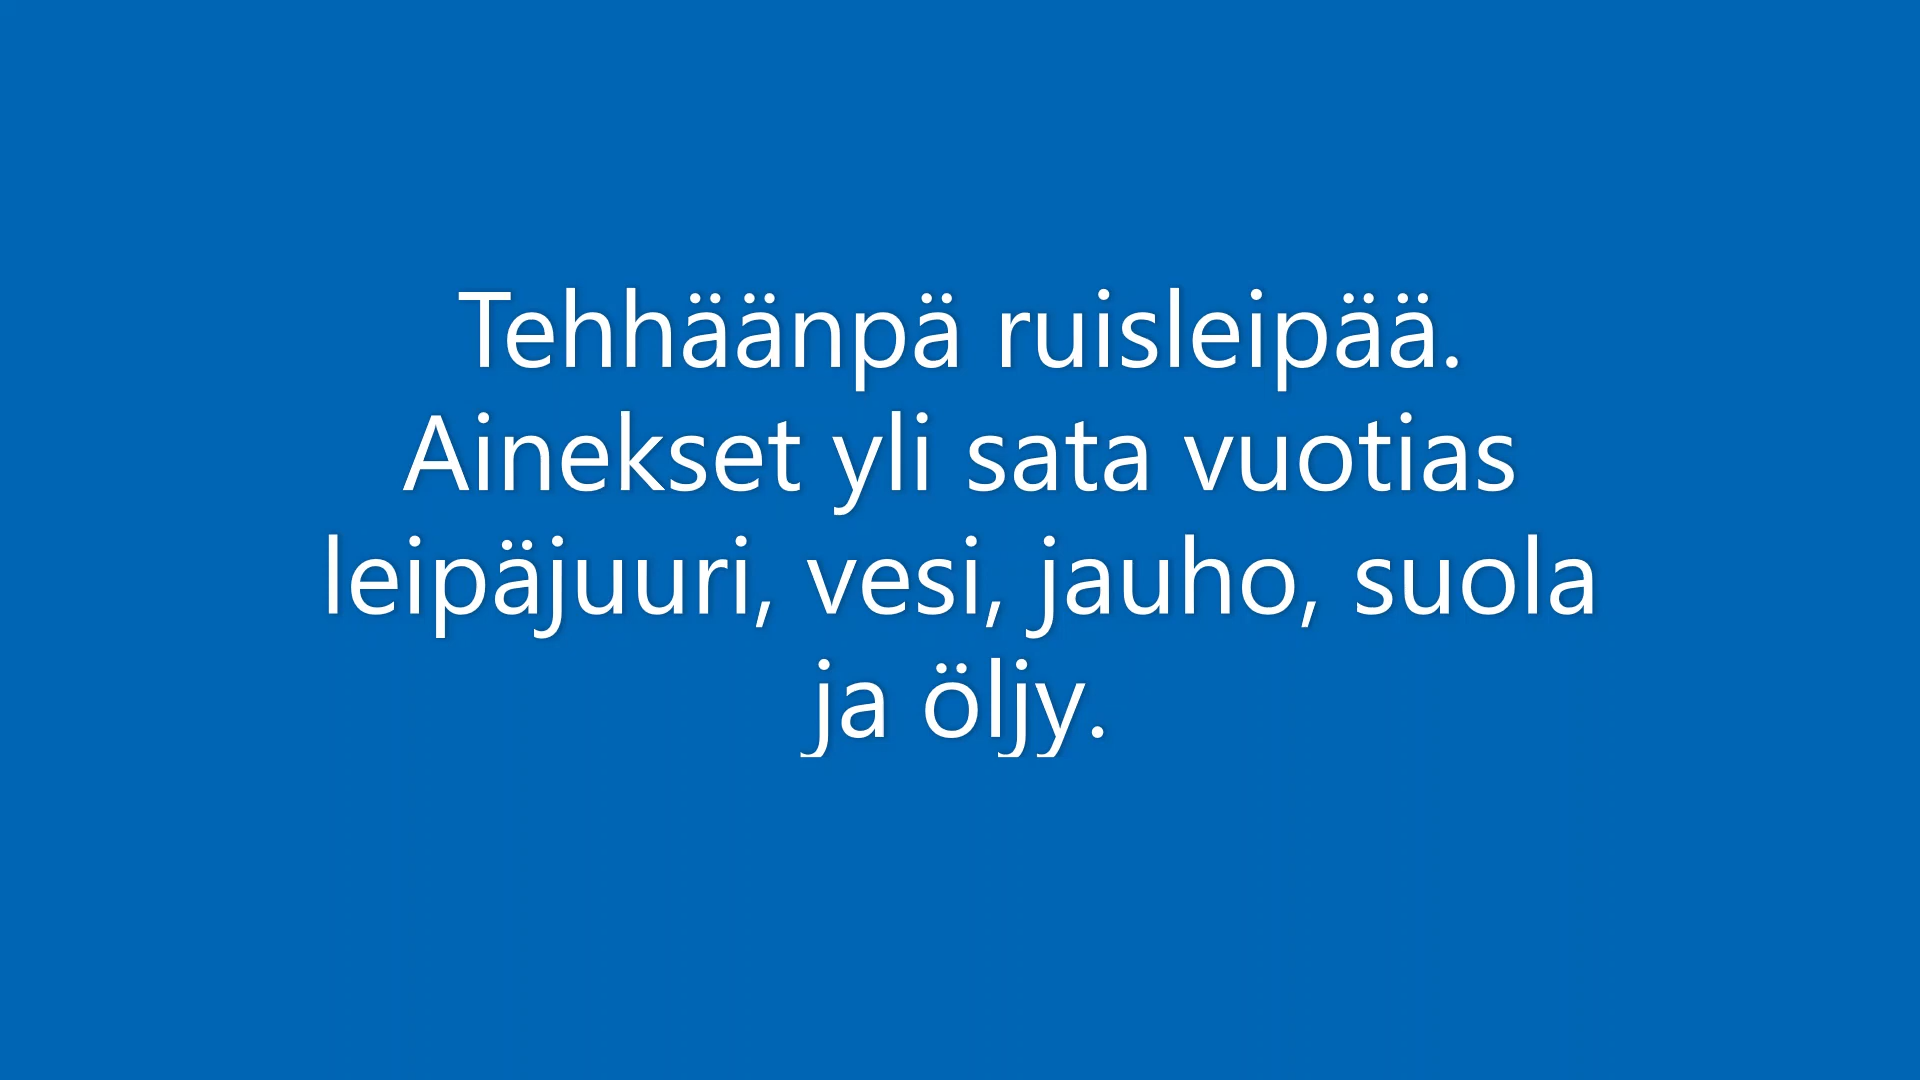 Tehhäänpä ruisleipää.
Ainekset yli sata vuotias
leipäjuuri, vesi, jauho, suola
ja öljy.